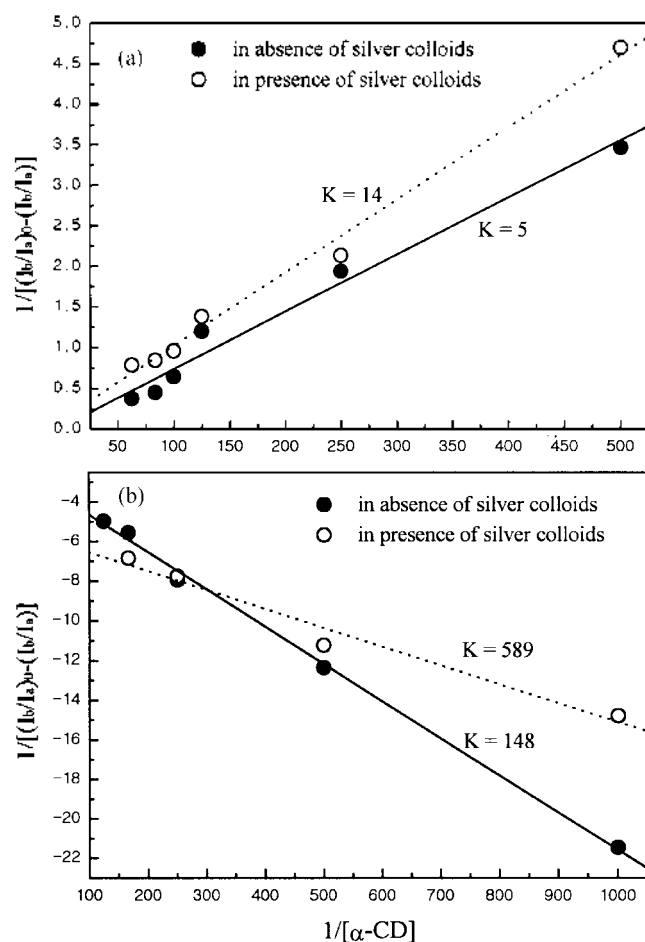 5.0
(a)
● in absence of silver colloids
4.5
○ in presence of silver colloids
4.0
3.5
3.0
K = 14
2.5
K = 5
2.0
1.5
1.0
0.5
0.0
1/[(Ib/Ia)0-(Ib/Ia)]
50 100 150 200 250 300 350 400 450 500
(b)
● in absence of silver colloids
○ in presence of silver colloids
-4
-6
-8
-10
K = 589
-12
-14
K = 148
-16
-18
-20
-22
1/[(Ib/Ia)0-(Ib/Ia)]
100 200 300 400 500 600 700 800 900 1000
1/[α-CD]